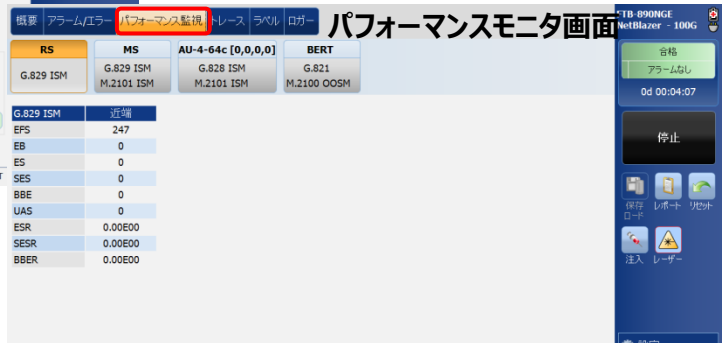 概要 アラーム/エラー パフォーマンス監視 トレース ラベル ロガー
パフォーマンスモニタ画面
FTB-890NGE
NetBlazer - 100G
RS MS AU-4-64c [0,0,0,0] BERT
G.829 ISM
G.829 ISM G.828 ISM G.821
M.2101 ISM M.2101 ISM M.2100 OOSM
合格
アラームなし
0d 00:04:07
停止
G.829 ISM 近端
EFS 247
EB 0
ES 0
SES 0
BBE 0
UAS 0
ESR 0.00E00
SESR 0.00E00
BBER 0.00E00
保存 レポート リセット
ロード
注入 レーザー